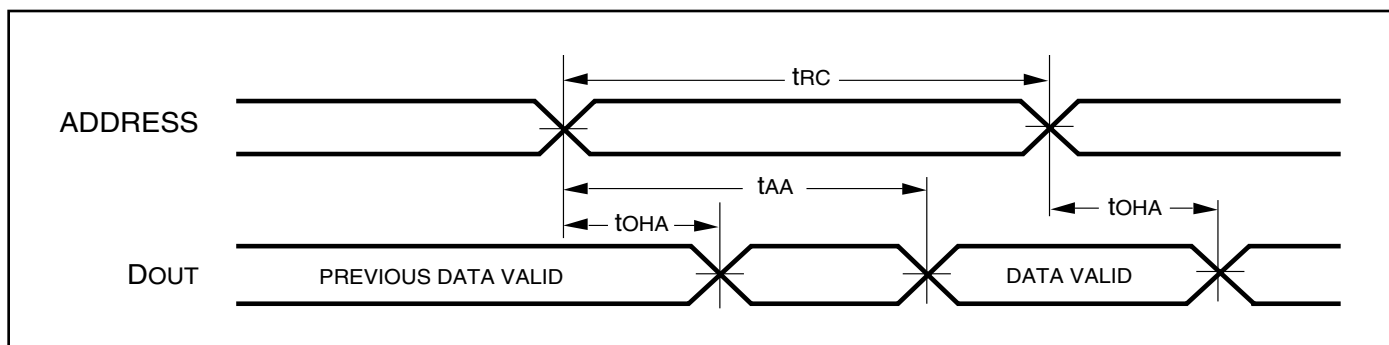 tRC
ADDRESS
tAA
tOHA
tOHA
DOUT
PREVIOUS DATA VALID
DATA VALID